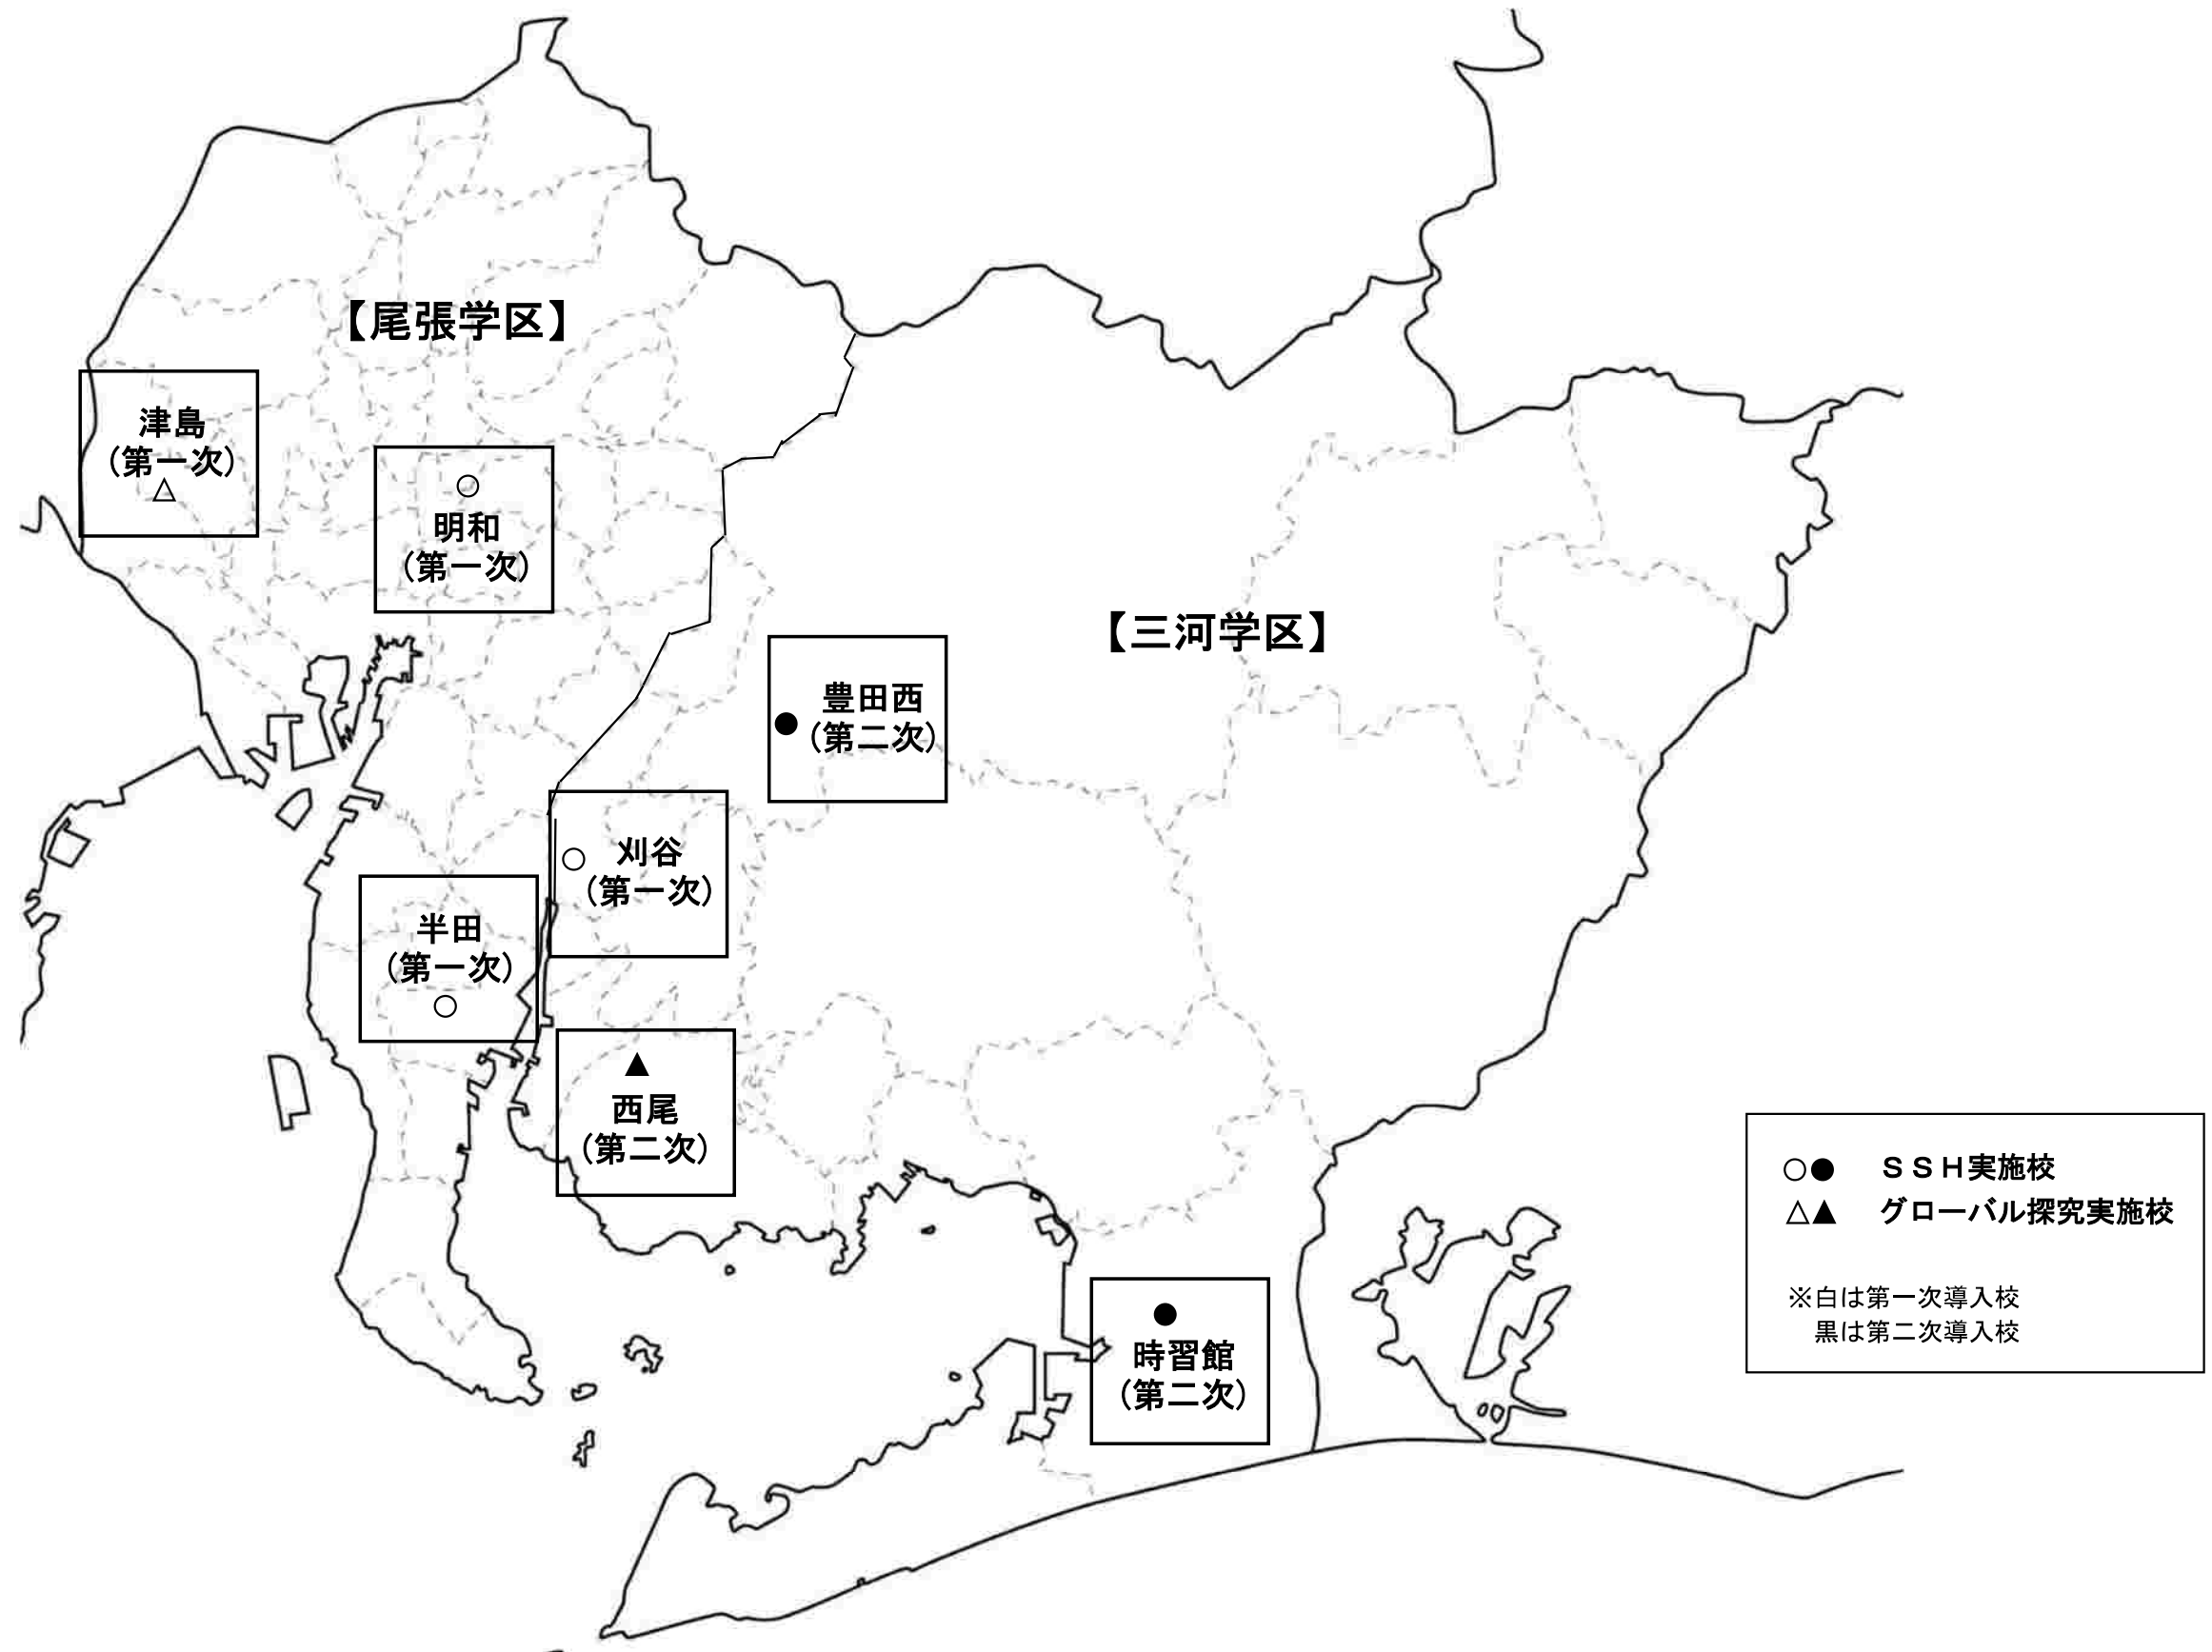 【尾張学区】
津島
（第一次）
△
○
明和
（第一次）
【三河学区】
豊田西
●（第二次）
○
刈谷
（第一次）
半田
（第一次）
○
▲
西尾
（第二次）
●
時習館
（第二次）
○● ＳＳＨ実施校
△▲ グローバル探究実施校
※白は第一次導入校
黒は第二次導入校